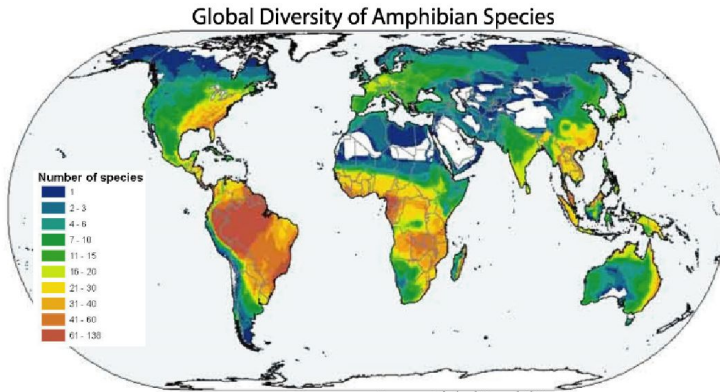 Global Diversity of Amphibian Species
Number of species
1
2 - 3
4 - 6
7 - 10
11 - 15
16 - 20
21 - 30
31 - 40
41 - 60
61 - 138